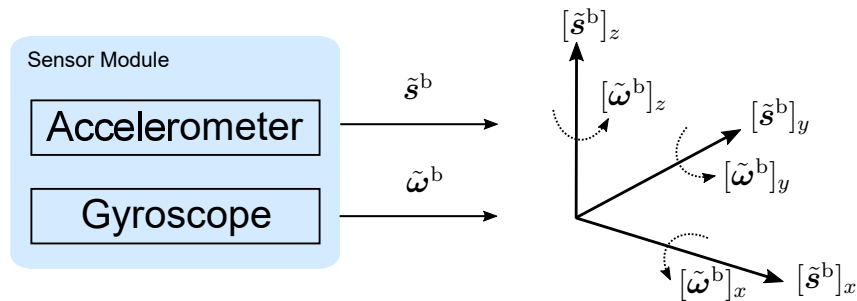 Sensor Module
Accelerometer
Gyroscope
s̃ᵇ
ω̃ᵇ
[s̃ᵇ]_z
[ω̃ᵇ]_z
[s̃ᵇ]_y
[ω̃ᵇ]_y
[ω̃ᵇ]_x
[s̃ᵇ]_x